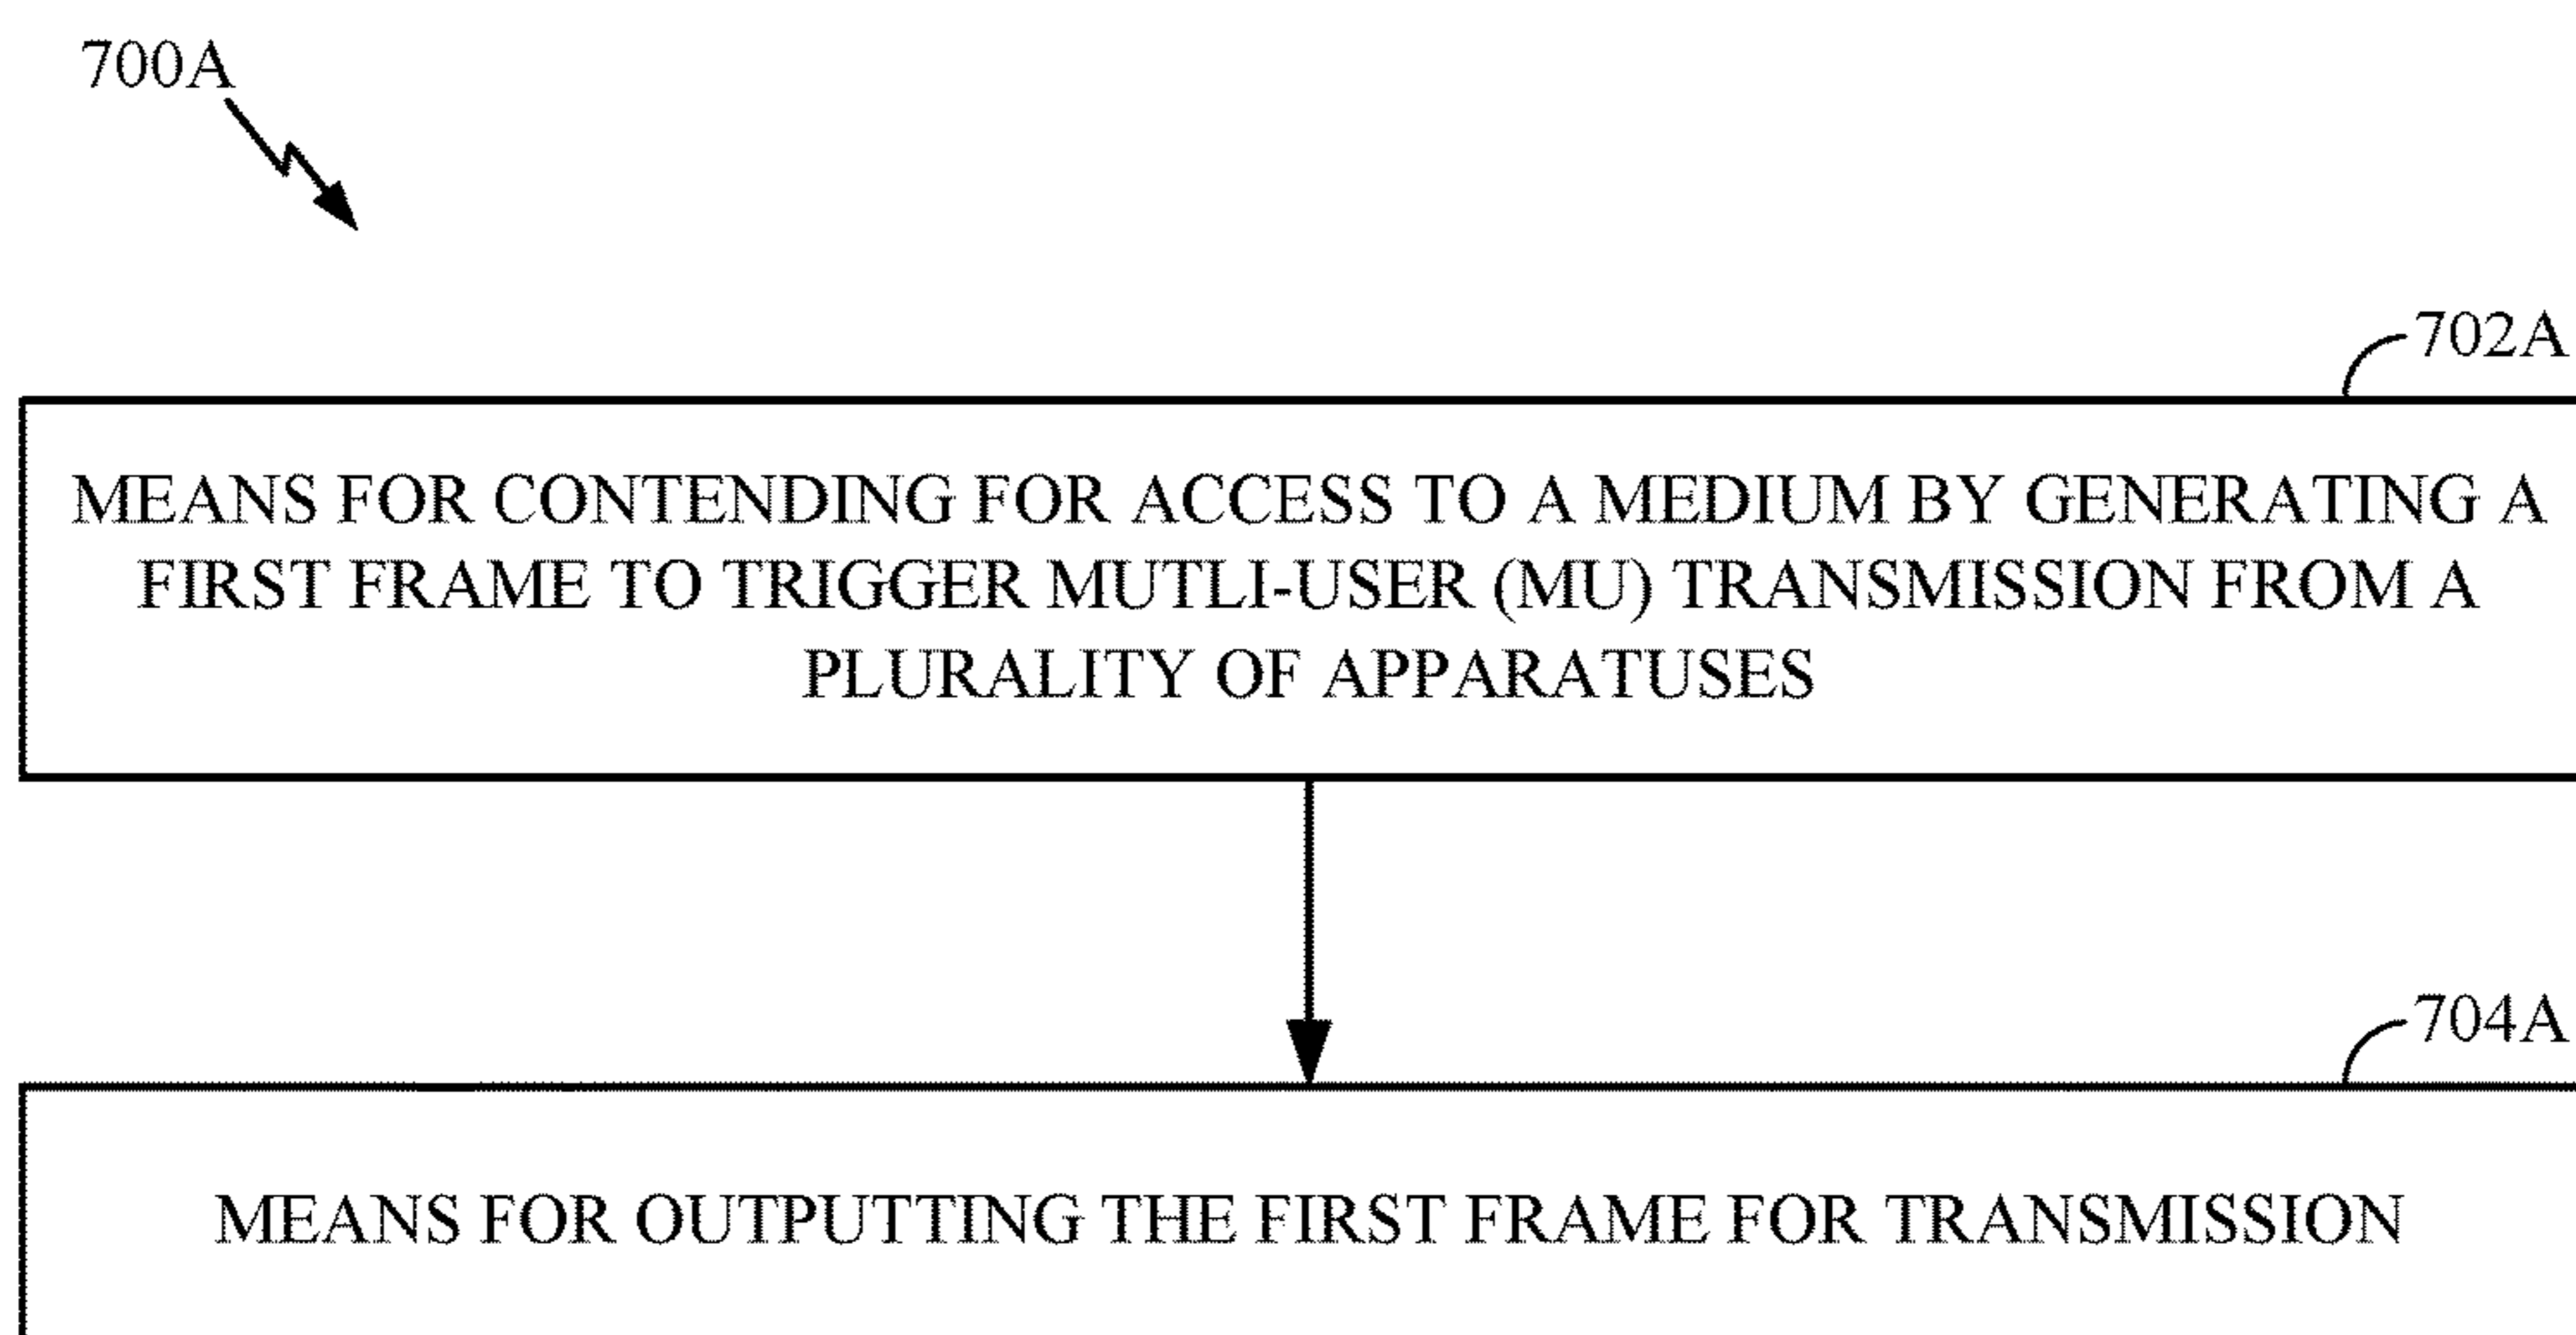 700A
702A
MEANS FOR CONTENDING FOR ACCESS TO A MEDIUM BY GENERATING A
FIRST FRAME TO TRIGGER MUTLI-USER (MU) TRANSMISSION FROM A
PLURALITY OF APPARATUSES
704A
MEANS FOR OUTPUTTING THE FIRST FRAME FOR TRANSMISSION